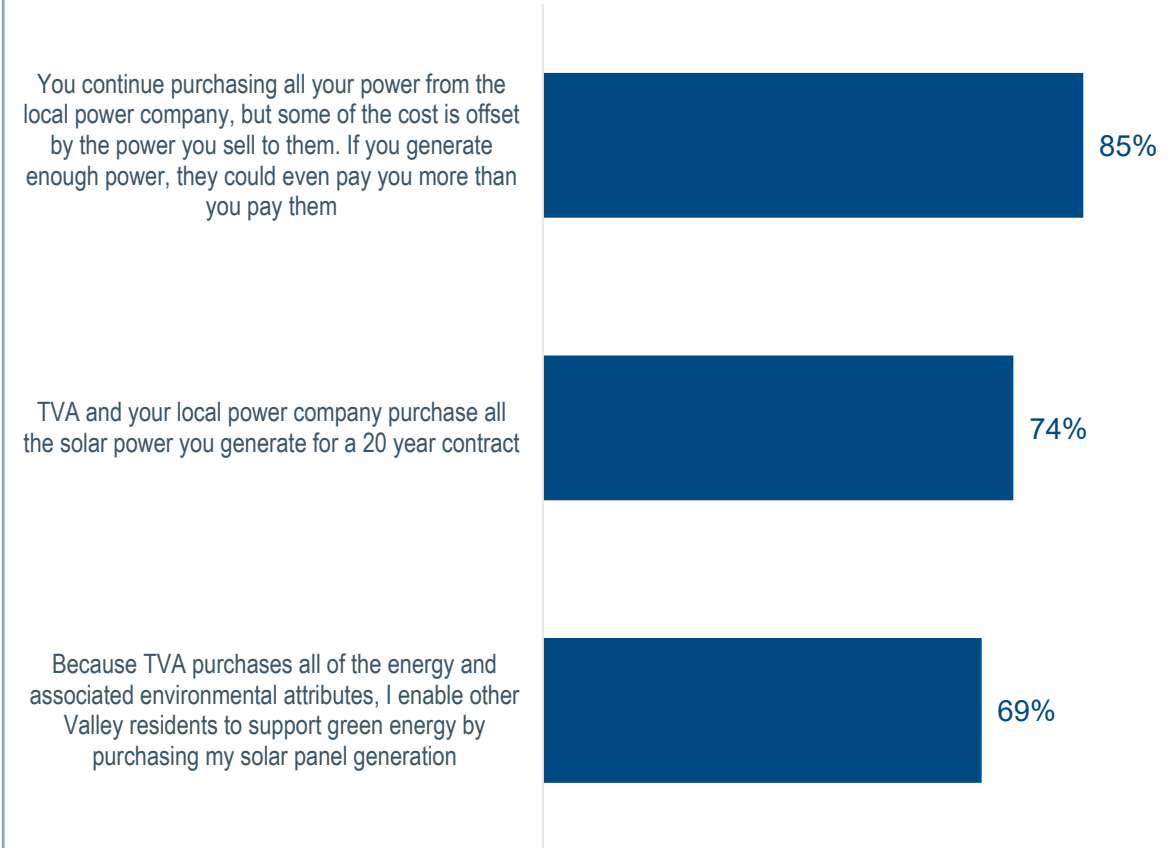 You continue purchasing all your power from the
local power company, but some of the cost is offset
by the power you sell to them. If you generate
enough power, they could even pay you more than
you pay them
85%
TVA and your local power company purchase all
the solar power you generate for a 20 year contract
74%
Because TVA purchases all of the energy and
associated environmental attributes, I enable other
Valley residents to support green energy by
purchasing my solar panel generation
69%